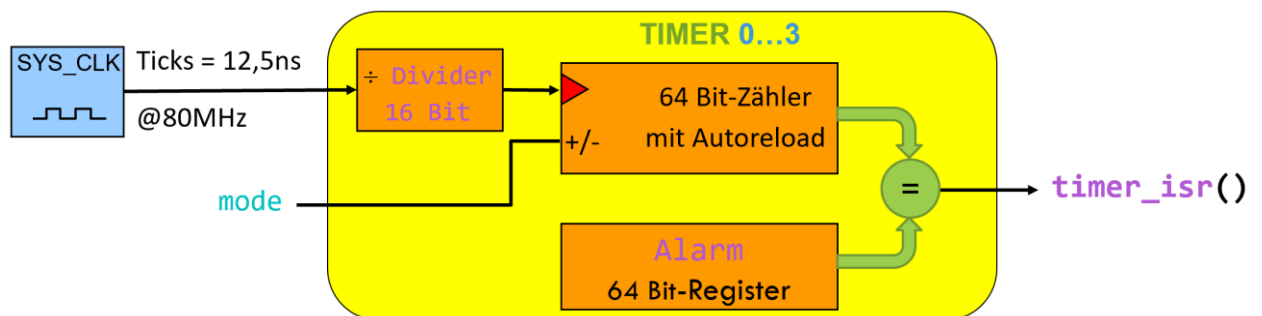 TIMER 0...3
SYS_CLK
Ticks = 12,5ns
@80MHz
÷ Divider
16 Bit
64 Bit-Zähler
mit Autoreload
+/-
mode
=
timer_isr()
Alarm
64 Bit-Register